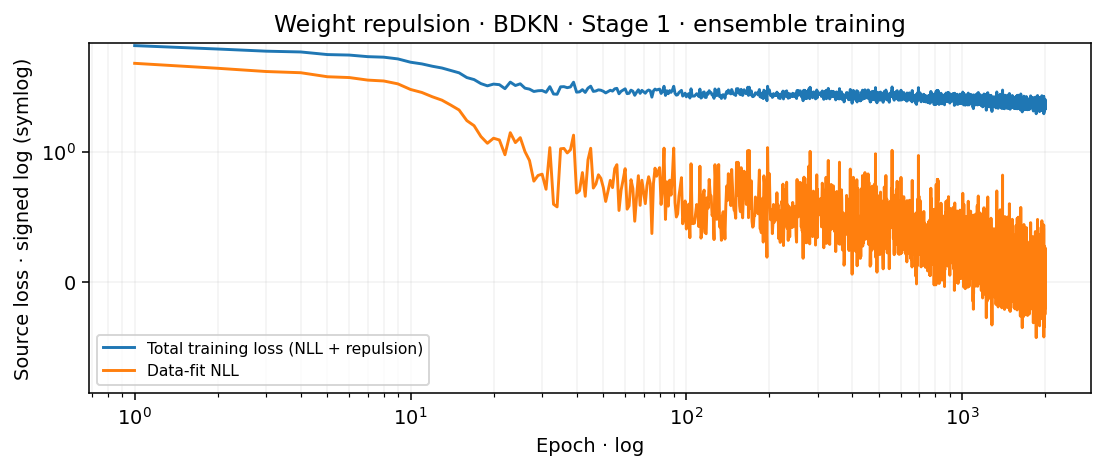 Weight repulsion · BDKN · Stage 1 · ensemble training
Source loss · signed log (symlog)
10⁰
0
Total training loss (NLL + repulsion)
Data-fit NLL
10⁰ 10¹ 10² 10³
Epoch · log